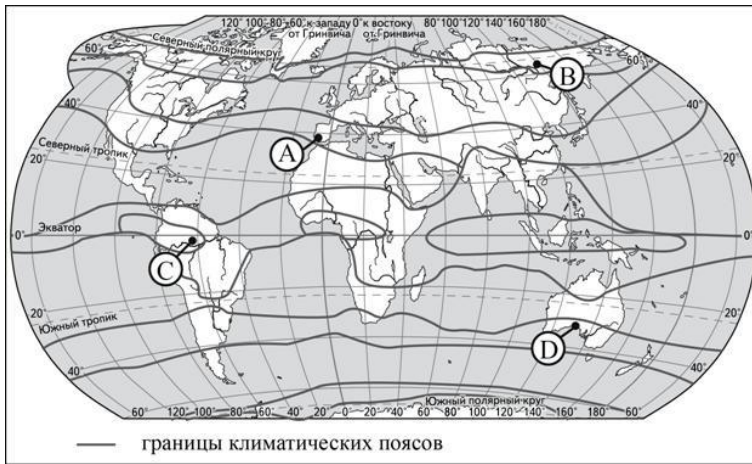 120° 100°-80°-60° к западу 0° к востоку 80° 100° 120° 140° 160° 180°
от Гринвича от Гринвича
Северный полярный круг
60° 60°
B
40° 40°
A
Северный тропик
20° 20°
Экватор
0° 0°
C
20° 20°
Южный тропик
D
40° 40°
Южный полярный круг
60° 120° 100° 80° 60° 40° 20° 0 20° 40° 60° 80° 100° 120° 140° 160° 180° 60°
границы климатических поясов